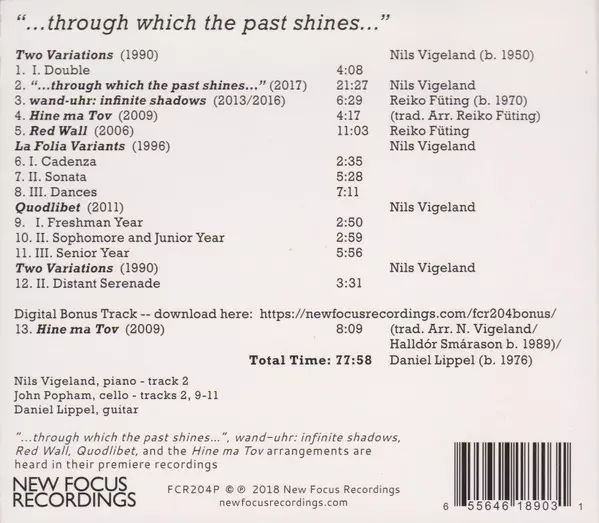 "...through which the past shines..."
Two Variations (1990) Nils Vigeland (b. 1950)
1. I. Double 4:08
2. "...through which the past shines..." (2017) 21:27 Nils Vigeland
3. wand-uhr: infinite shadows (2013/2016) 6:29 Reiko Füting (b. 1970)
4. Hine ma Tov (2009) 4:17 (trad. Arr. Reiko Füting)
5. Red Wall (2006) 11:03 Reiko Füting
La Folia Variants (1996) Nils Vigeland
6. I. Cadenza 2:35
7. II. Sonata 5:28
8. III. Dances 7:11
Quodlibet (2011) Nils Vigeland
9. I. Freshman Year 2:50
10. II. Sophomore and Junior Year 2:59
11. III. Senior Year 5:56
Two Variations (1990) Nils Vigeland
12. II. Distant Serenade 3:31
Digital Bonus Track -- download here: https://newfocusrecordings.com/fcr204bonus/
13. Hine ma Tov (2009) 8:09 (trad. Arr. N. Vigeland/
Halldór Smárason b. 1989)/
Total Time: 77:58 Daniel Lippel (b. 1976)
Nils Vigeland, piano - track 2
John Popham, cello - tracks 2, 9-11
Daniel Lippel, guitar
"...through which the past shines...", wand-uhr: infinite shadows,
Red Wall, Quodlibet, and the Hine ma Tov arrangements are
heard in their premiere recordings
NEW FOCUS
RECORDINGS
FCR204P © ℗ 2018 New Focus Recordings
newfocusrecordings.com
6 55646 18903 1